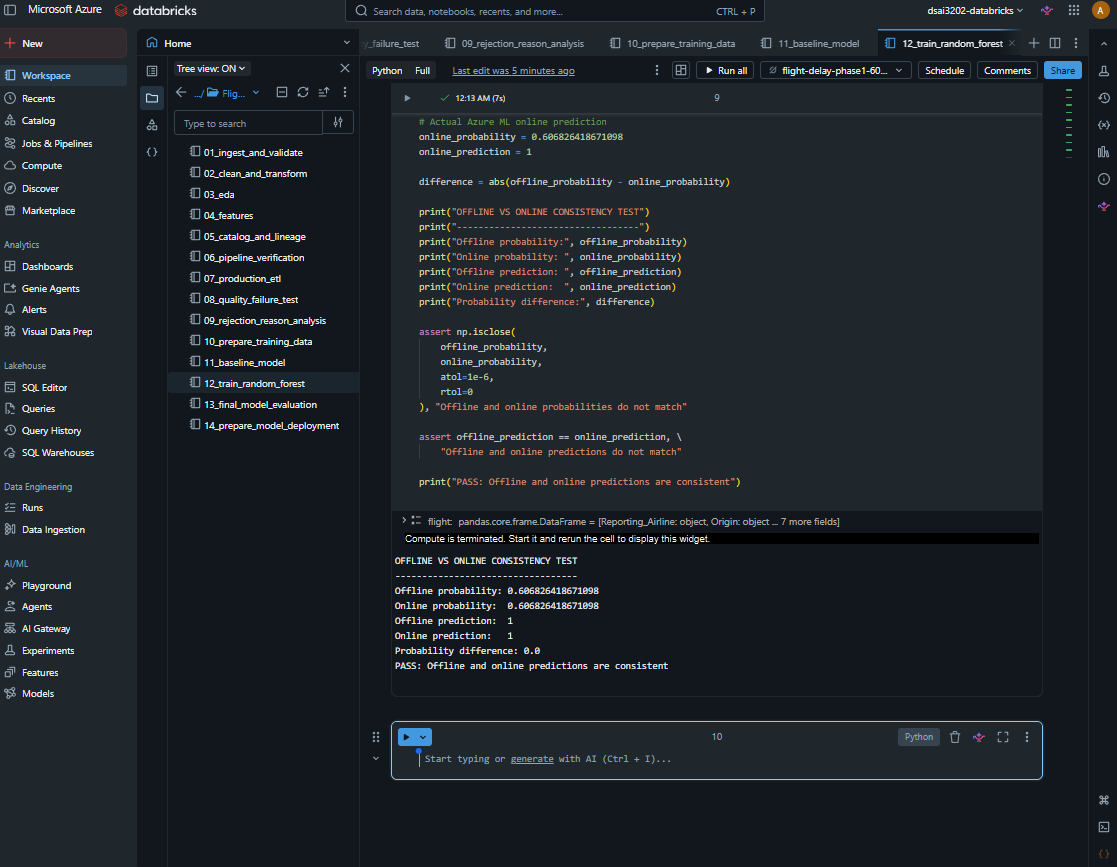 Microsoft Azure
databricks
Search data, notebooks, recents, and more...
CTRL + P
dsai3202-databricks
A
New
Workspace
Recents
Catalog
Jobs & Pipelines
Compute
Discover
Marketplace
Analytics
Dashboards
Genie Agents
Alerts
Visual Data Prep
Lakehouse
SQL Editor
Queries
Query History
SQL Warehouses
Data Engineering
Runs
Data Ingestion
AI/ML
Playground
Agents
AI Gateway
Experiments
Features
Models
Home
Tree view: ON
.../
Flig...
Type to search
01_ingest_and_validate
02_clean_and_transform
03_eda
04_features
05_catalog_and_lineage
06_pipeline_verification
07_production_etl
08_quality_failure_test
09_rejection_reason_analysis
10_prepare_training_data
11_baseline_model
12_train_random_forest
13_final_model_evaluation
14_prepare_model_deployment
y_failure_test
09_rejection_reason_analysis
10_prepare_training_data
11_baseline_model
12_train_random_forest
Python
Full
Last edit was 5 minutes ago
Run all
flight-delay-phase1-60...
Schedule
Comments
Share
12:13 AM (7s)
9
# Actual Azure ML online prediction
online_probability = 0.606826418671098
online_prediction = 1
difference = abs(offline_probability - online_probability)
print("OFFLINE VS ONLINE CONSISTENCY TEST")
print("----------------------------------")
print("Offline probability:", offline_probability)
print("Online probability: ", online_probability)
print("Offline prediction: ", offline_prediction)
print("Online prediction:  ", online_prediction)
print("Probability difference:", difference)
assert np.isclose(
offline_probability,
online_probability,
atol=1e-6,
rtol=0
), "Offline and online probabilities do not match"
assert offline_prediction == online_prediction, \
"Offline and online predictions do not match"
print("PASS: Offline and online predictions are consistent")
flight: pandas.core.frame.DataFrame = [Reporting_Airline: object, Origin: object ... 7 more fields]
Compute is terminated. Start it and rerun the cell to display this widget.
OFFLINE VS ONLINE CONSISTENCY TEST
----------------------------------
Offline probability: 0.606826418671098
Online probability:  0.606826418671098
Offline prediction:  1
Online prediction:   1
Probability difference: 0.0
PASS: Offline and online predictions are consistent
10
Python
Start typing or generate with AI (Ctrl + I)...